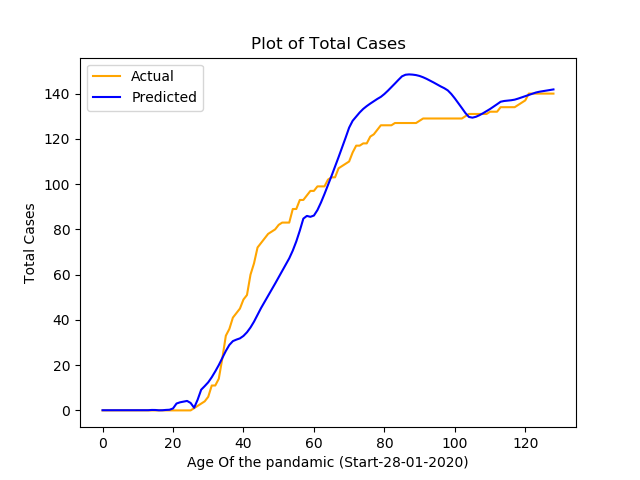 Plot of Total Cases
Actual
Predicted
Total Cases
140
120
100
80
60
40
20
0
0 20 40 60 80 100 120
Age Of the pandamic (Start-28-01-2020)